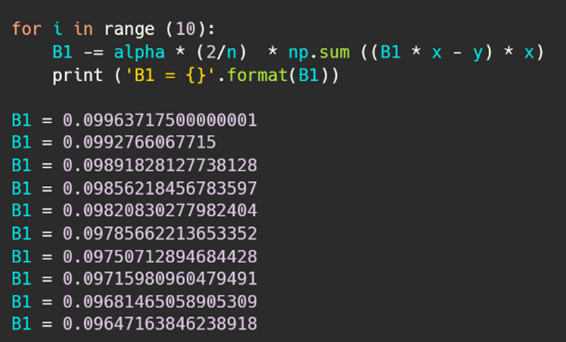 for i in range (10):
    B1 -= alpha * (2/n)  * np.sum ((B1 * x - y) * x)
    print ('B1 = {}'.format(B1))
B1 = 0.09963717500000001
B1 = 0.0992766067715
B1 = 0.09891828127738128
B1 = 0.09856218456783597
B1 = 0.09820830277982404
B1 = 0.09785662213653352
B1 = 0.09750712894684428
B1 = 0.09715980960479491
B1 = 0.09681465058905309
B1 = 0.09647163846238918